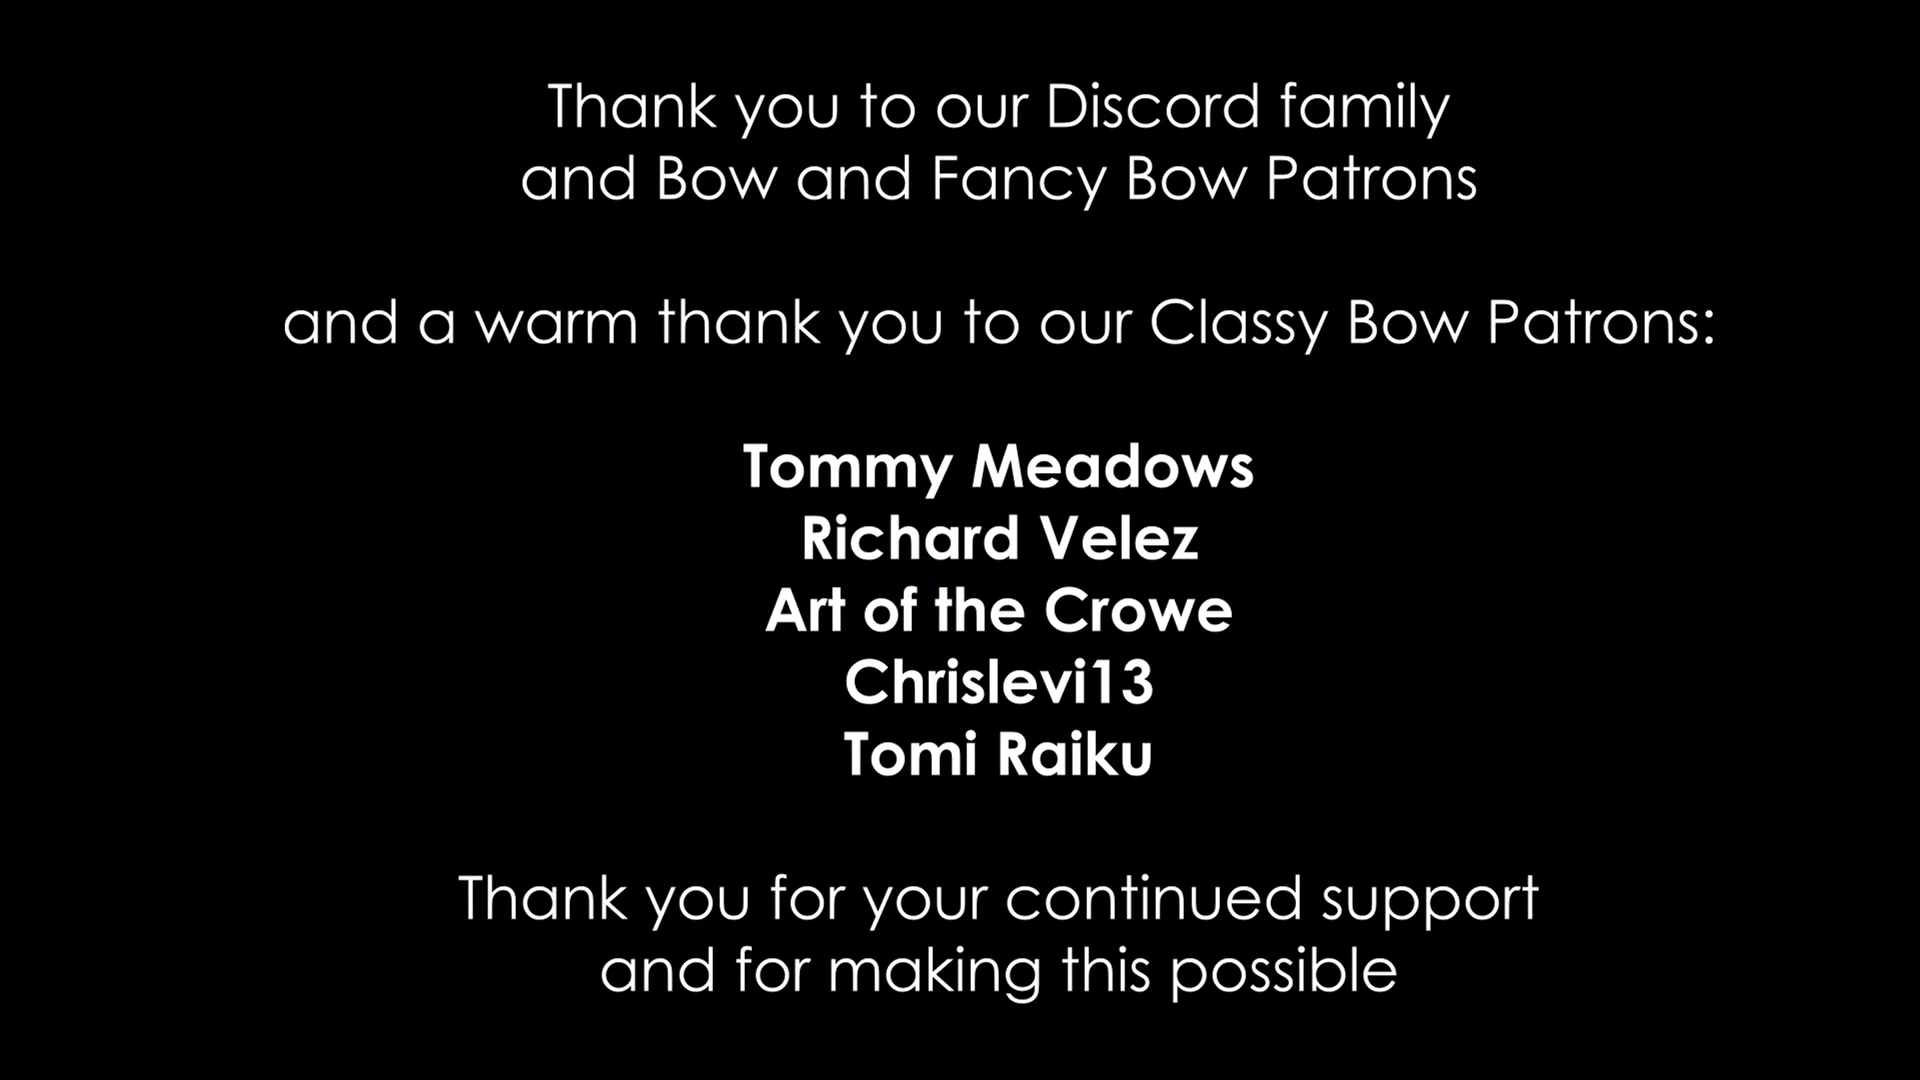 Thank you to our Discord family
and Bow and Fancy Bow Patrons
and a warm thank you to our Classy Bow Patrons:
Tommy Meadows
Richard Velez
Art of the Crowe
Chrislevi13
Tomi Raiku
Thank you for your continued support
and for making this possible